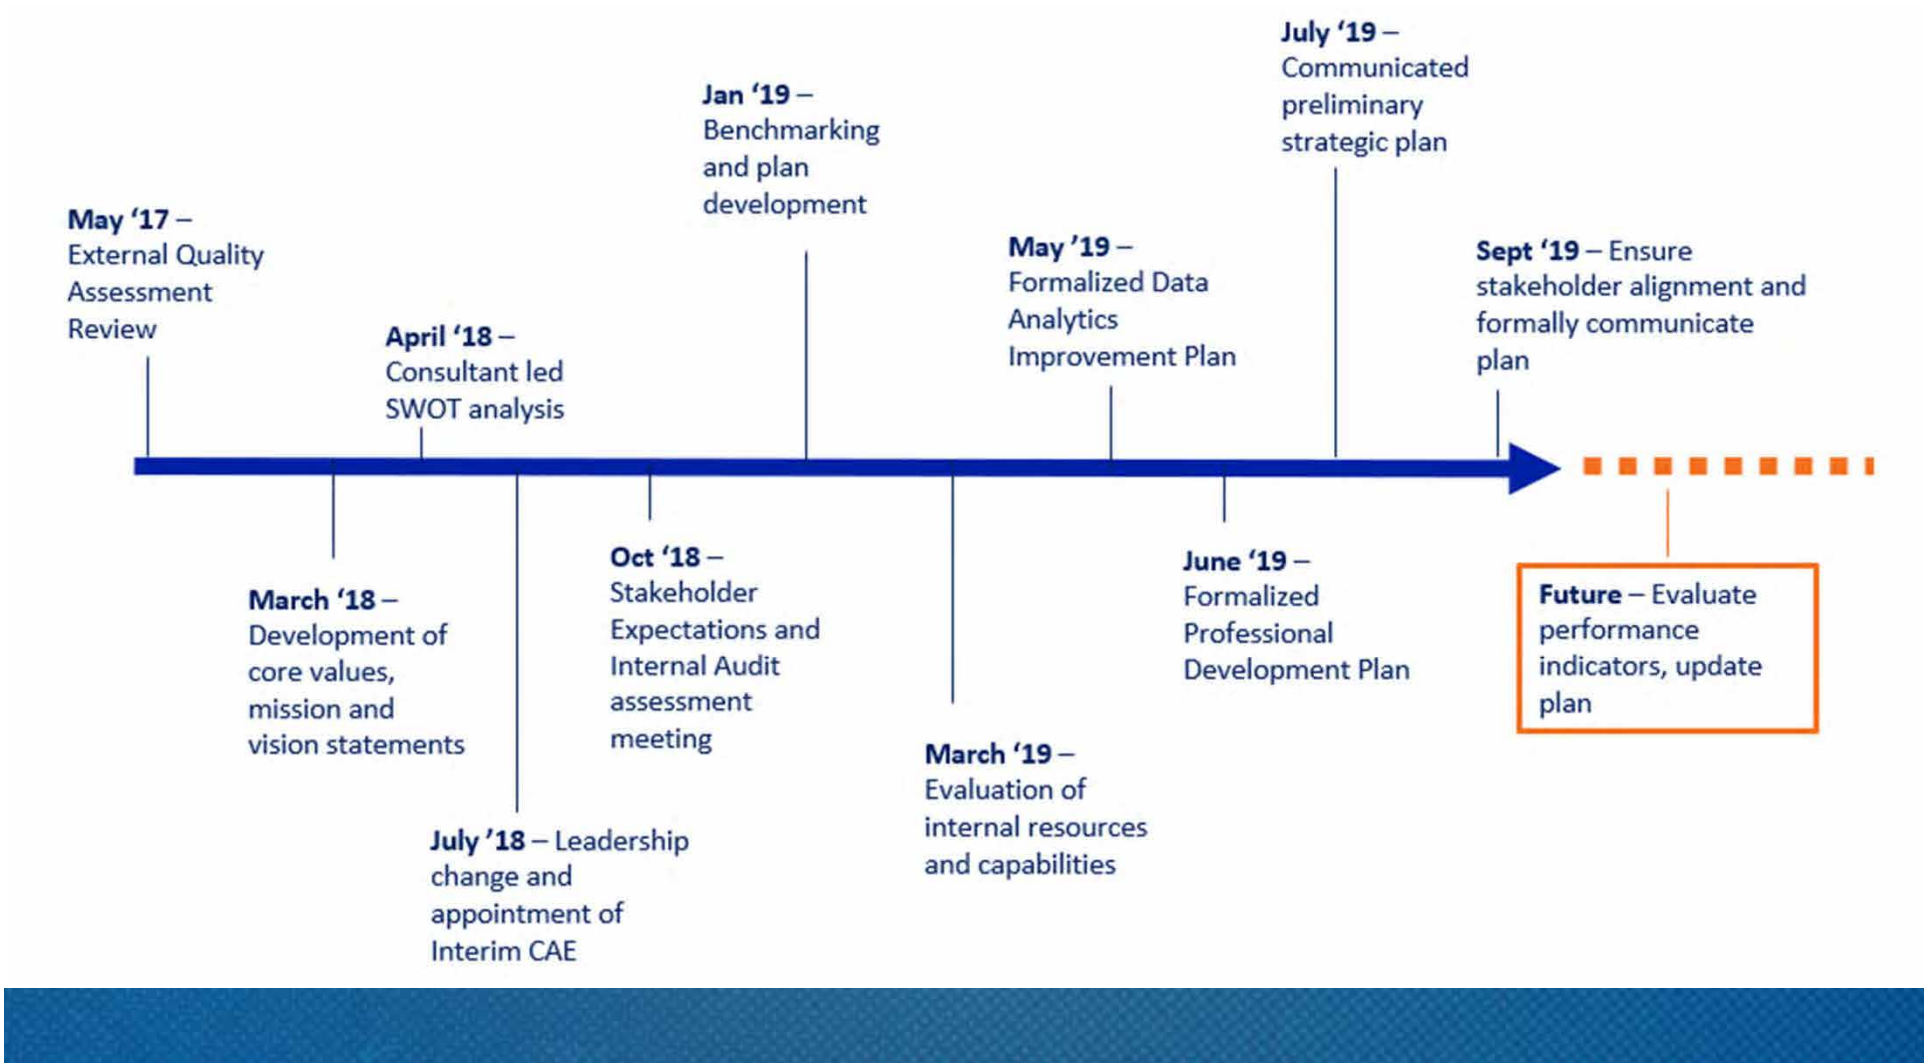 May ‘17 –
External Quality
Assessment
Review
March ‘18 –
Development of
core values,
mission and
vision statements
April ‘18 –
Consultant led
SWOT analysis
July ’18 – Leadership
change and
appointment of
Interim CAE
Oct ‘18 –
Stakeholder
Expectations and
Internal Audit
assessment
meeting
Jan ‘19 –
Benchmarking
and plan
development
March ‘19 –
Evaluation of
internal resources
and capabilities
May ’19 –
Formalized Data
Analytics
Improvement Plan
June ‘19 –
Formalized
Professional
Development Plan
July ‘19 –
Communicated
preliminary
strategic plan
Sept ‘19 – Ensure
stakeholder alignment and
formally communicate
plan
Future – Evaluate
performance
indicators, update
plan